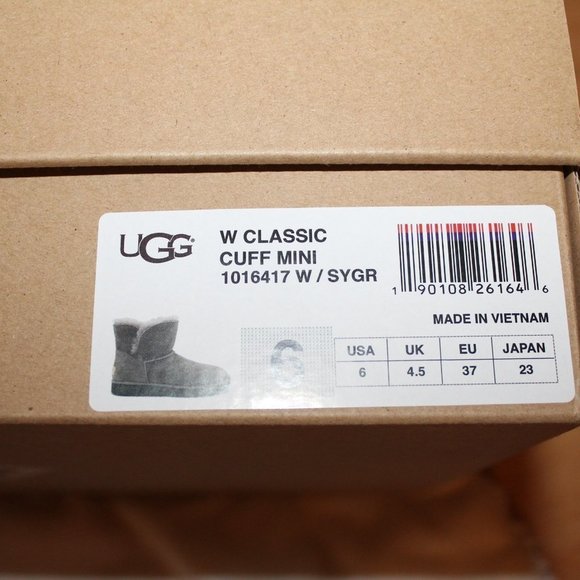 UGG
W CLASSIC
CUFF MINI
1016417 W / SYGR
1 90108 26164 6
MADE IN VIETNAM
6
USA UK EU JAPAN
6 4.5 37 23